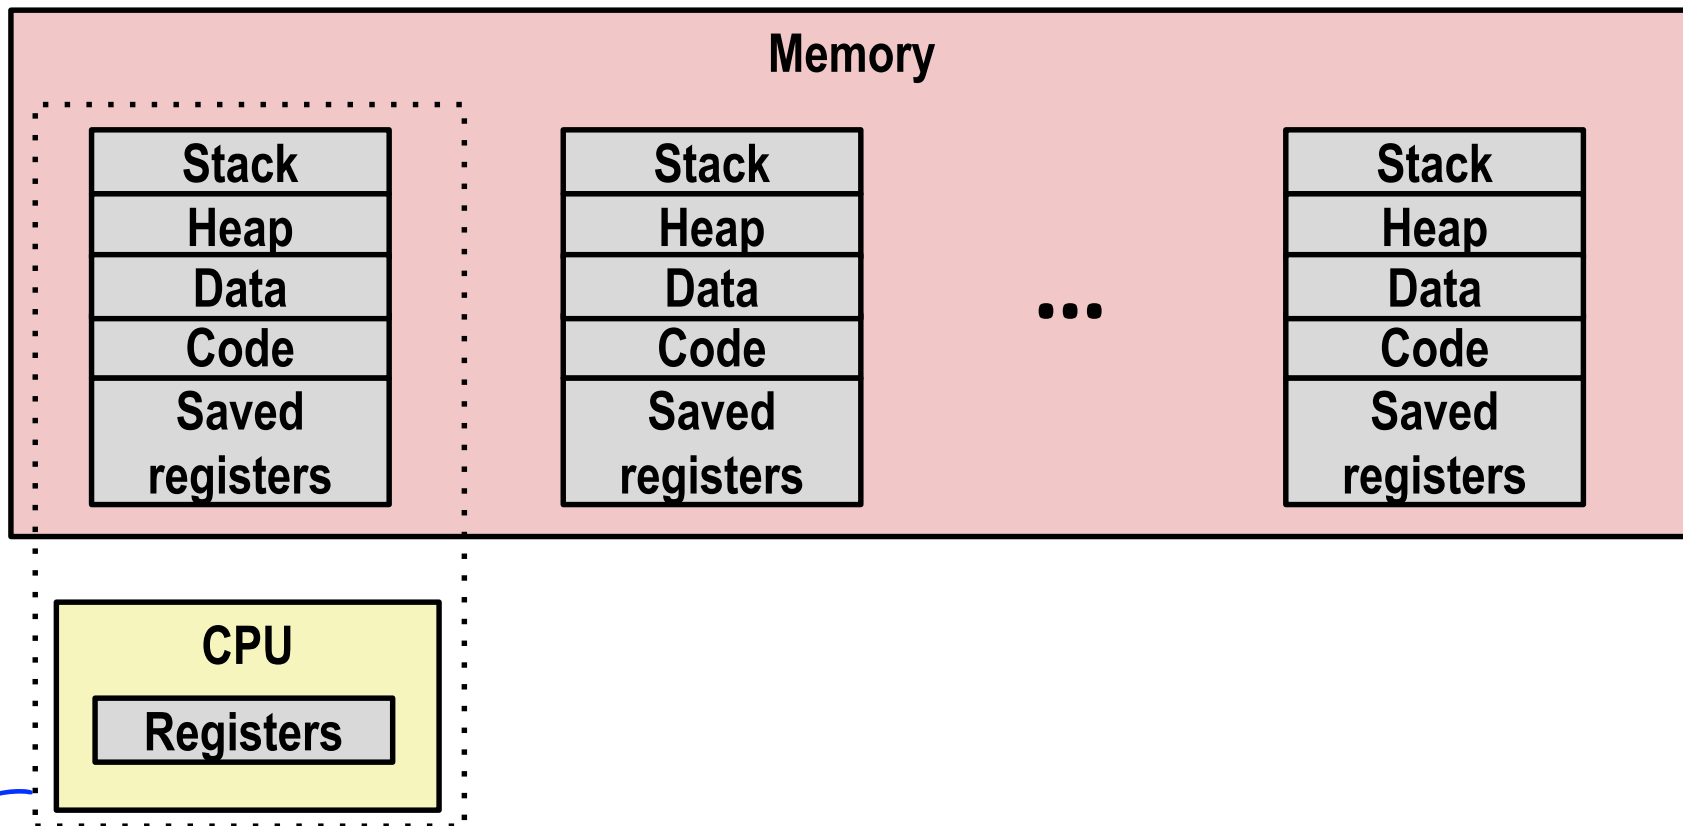 Memory
Stack
Heap
Data
Code
Saved
registers
Stack
Heap
Data
Code
Saved
registers
...
Stack
Heap
Data
Code
Saved
registers
CPU
Registers